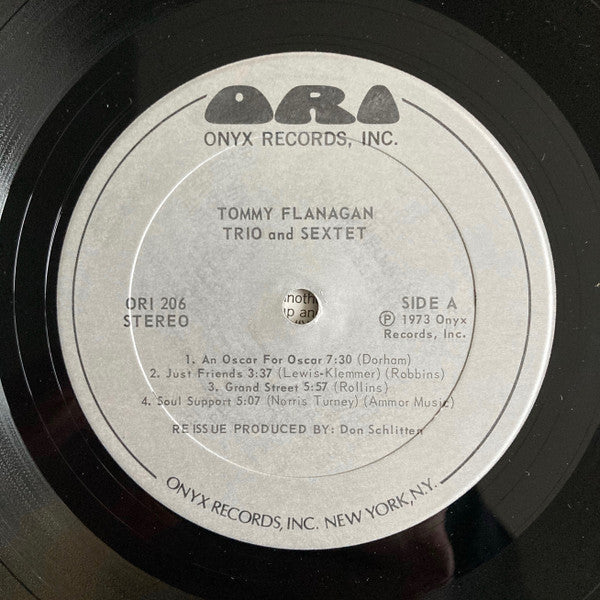 ORI
ONYX RECORDS, INC.
TOMMY FLANAGAN
TRIO and SEXTET
ORI 206
STEREO
noth
up an
SIDE A
Ⓟ 1973 Onyx
Records, Inc.
1. An Oscar For Oscar 7:30 (Dorham)
2. Just Friends 3:37 (Lewis-Klemmer) (Robbins)
3. Grand Street 5:57 (Rollins)
4. Soul Support 5:07 (Norris Turney) (Ammor Music)
REISSUE PRODUCED BY: Don Schlitten
ONYX RECORDS, INC. NEW YORK, N.Y.